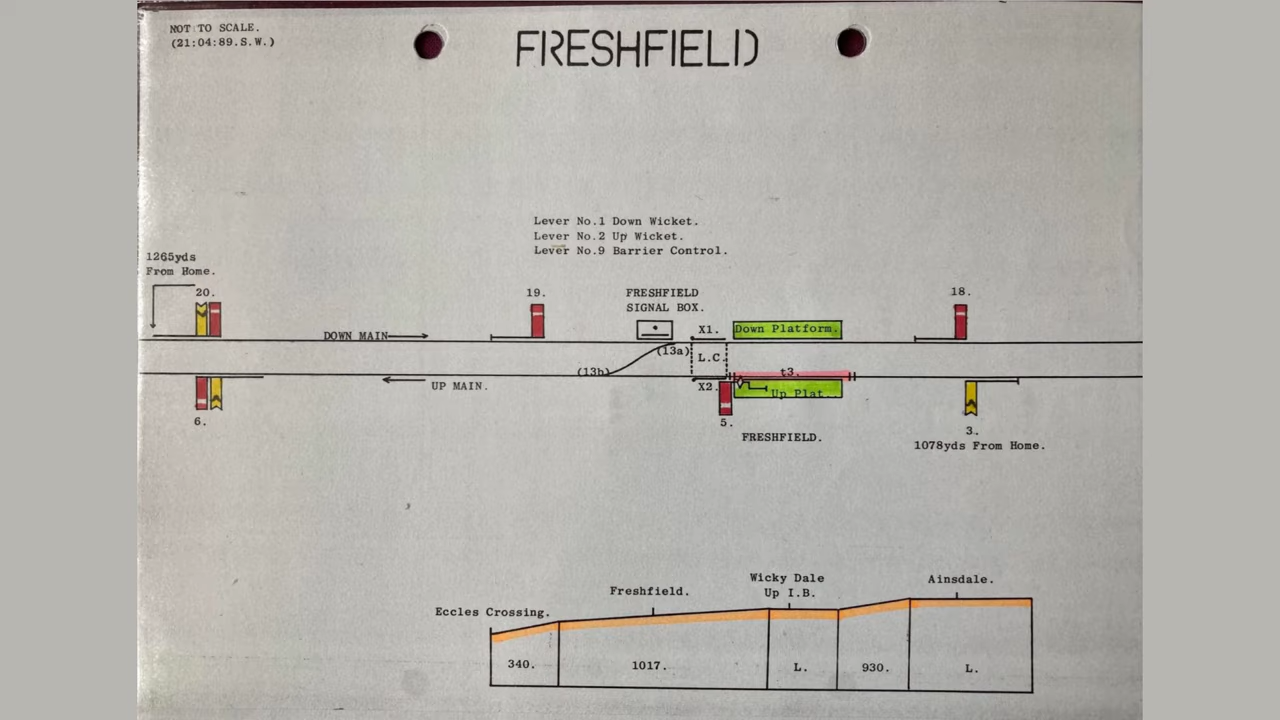 NOT TO SCALE.
(21:04:89.S.W.)
FRESHFIELD
Lever No.1 Down Wicket.
Lever No.2 Up Wicket.
Lever No.9 Barrier Control.
1265yds
From Home.
20.
19.
FRESHFIELD
SIGNAL BOX.
18.
X1.
Down Platform.
DOWN MAIN
(13a)
L.C.
(13b)
t3.
UP MAIN.
X2.
Up Plat
6.
5.
3.
FRESHFIELD.
1078yds From Home.
Wicky Dale
Up I.B.
Ainsdale.
Freshfield.
Eccles Crossing.
340.
1017.
L.
930.
L.